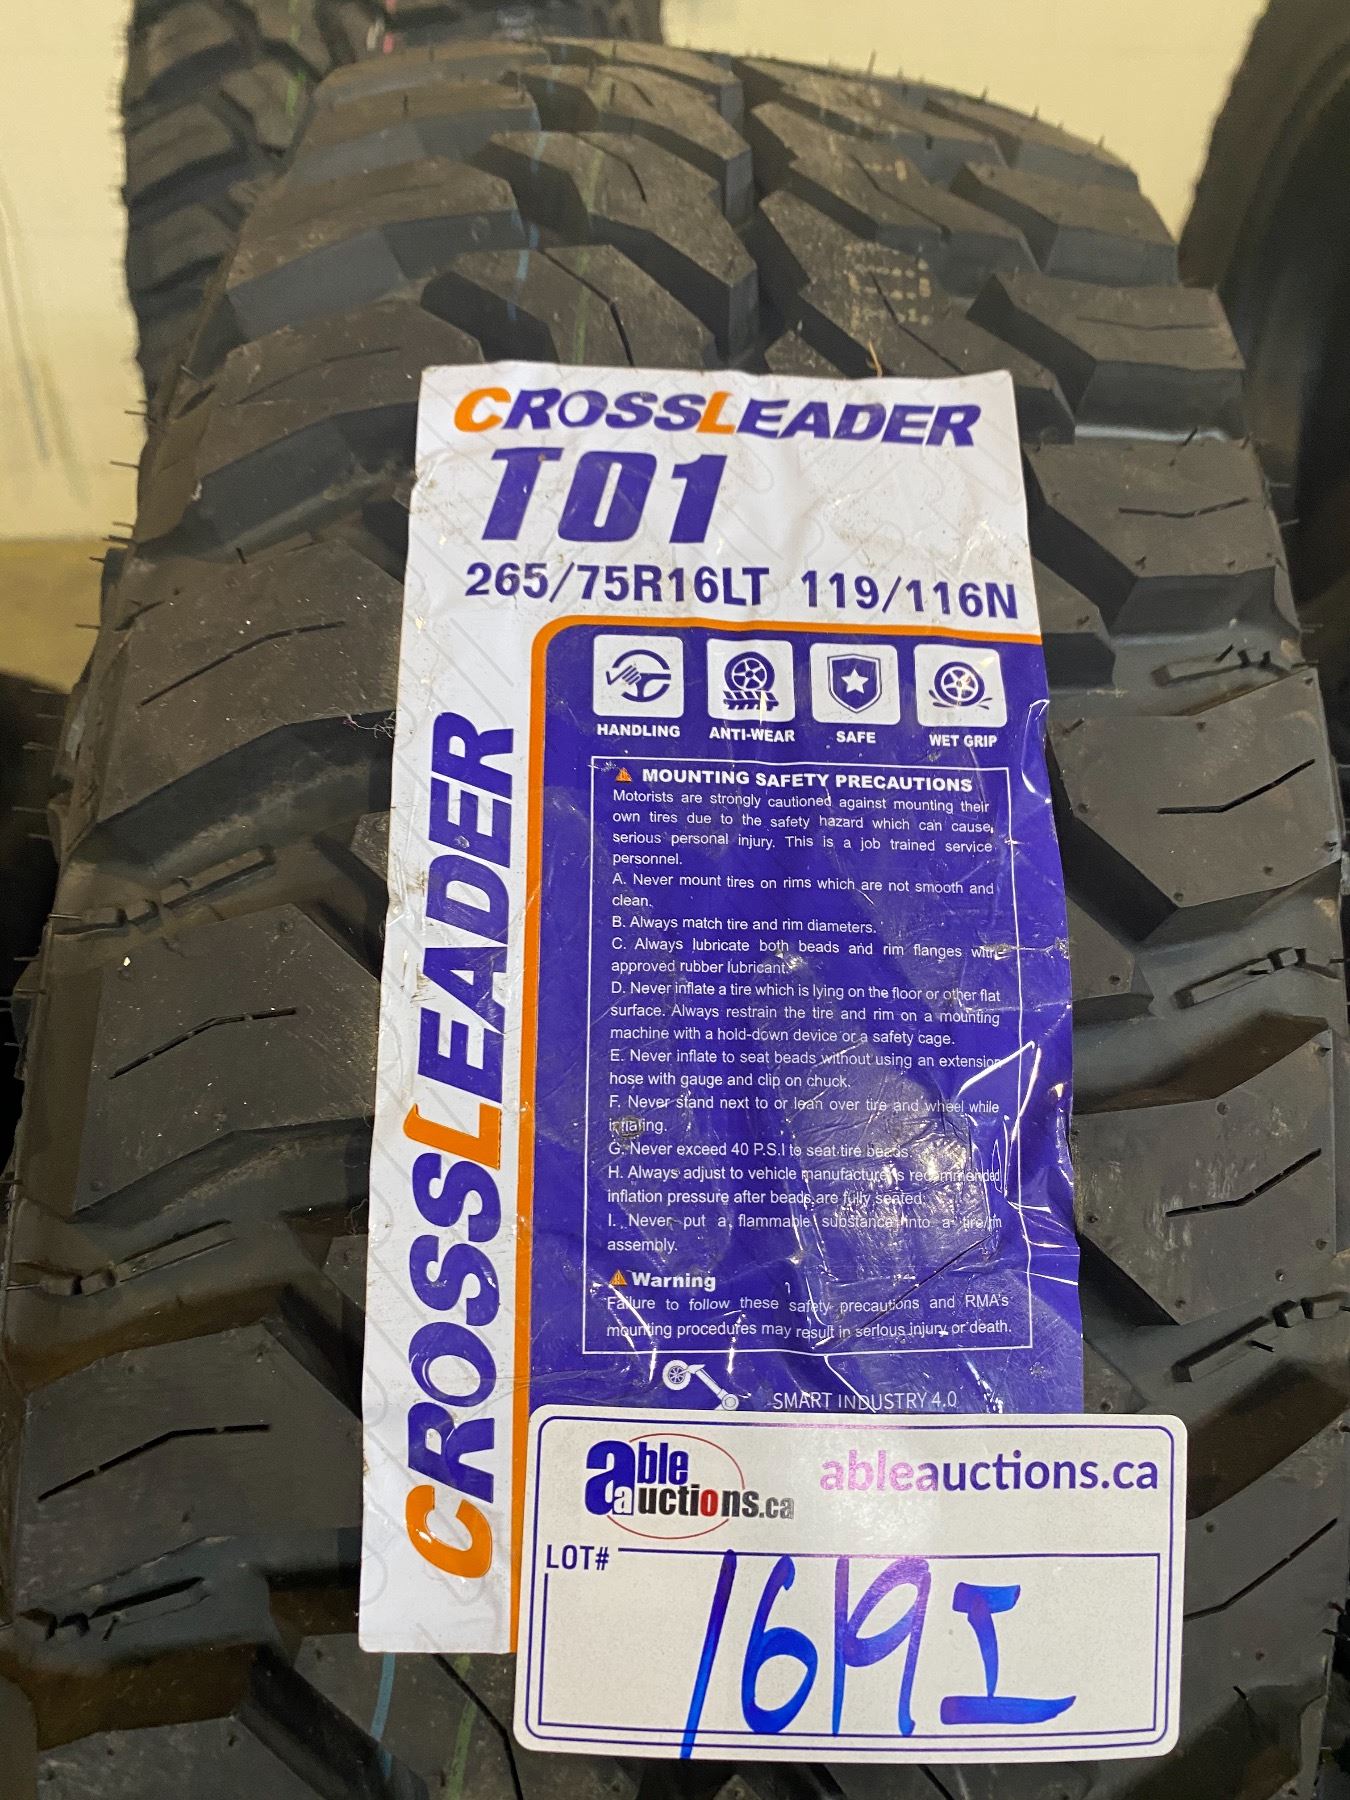 CROSSLEADER
T01
265/75R16LT 119/116N
HANDLING ANTI-WEAR SAFE WET GRIP
MOUNTING SAFETY PRECAUTIONS
Motorists are strongly cautioned against mounting their
own tires due to the safety hazard which can cause,
serious personal injury. This is a job trained service
personnel.
A. Never mount tires on rims which are not smooth and
clean.
B. Always match tire and rim diameters.
C. Always lubricate both beads and rim flanges with
approved rubber lubricant.
D. Never inflate a tire which is lying on the floor or other flat
surface. Always restrain the tire and rim on a mounting
machine with a hold-down device or a safety cage.
E. Never inflate to seat beads without using an extension
hose with gauge and clip on chuck.
F. Never stand next to or lean over tire and wheel while
inflating.
G. Never exceed 40 P.S.I to seat tire beads.
H. Always adjust to vehicle manufacturer's recommended
inflation pressure after beads are fully seated.
I. Never put a flammable substance into a tire/rim
assembly.
Warning
Failure to follow these safety precautions and RMA's
mounting procedures may result in serious injury or death.
SMART INDUSTRY 4.0
CROSSLEADER
able auctions.ca
ableauctions.ca
LOT#
1619I